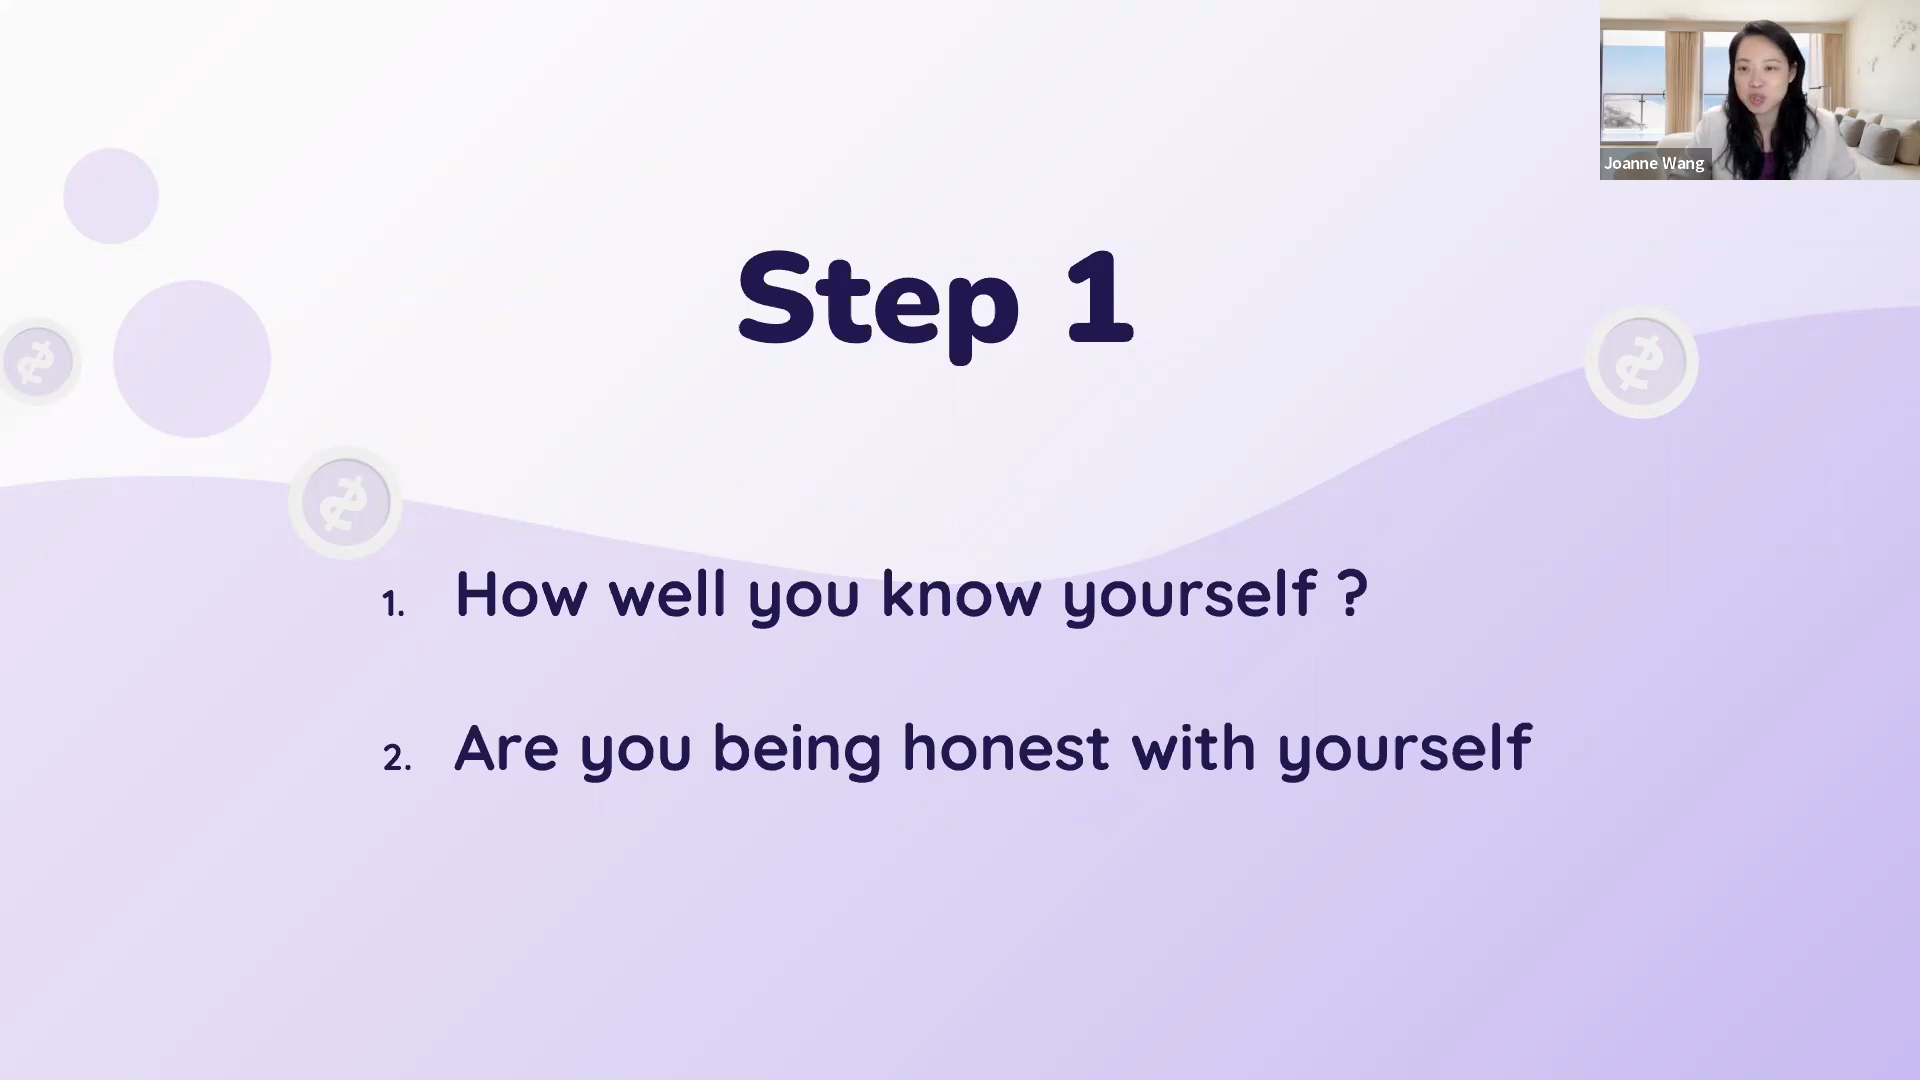 Joanne Wang
Step 1
1. How well you know yourself ?
2. Are you being honest with yourself